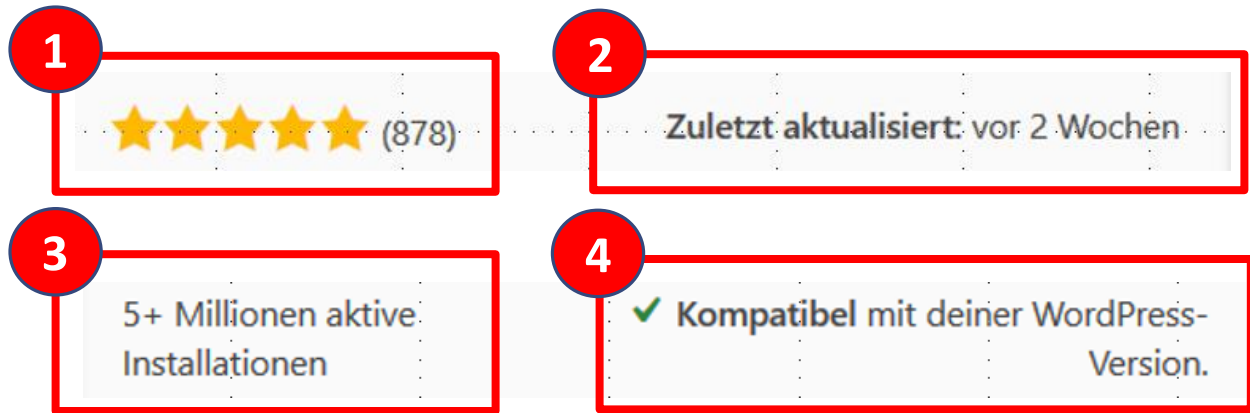 1
(878)
2
Zuletzt aktualisiert: vor 2 Wochen
3
5+ Millionen aktive
Installationen
4
✓ Kompatibel mit deiner WordPress-
Version.